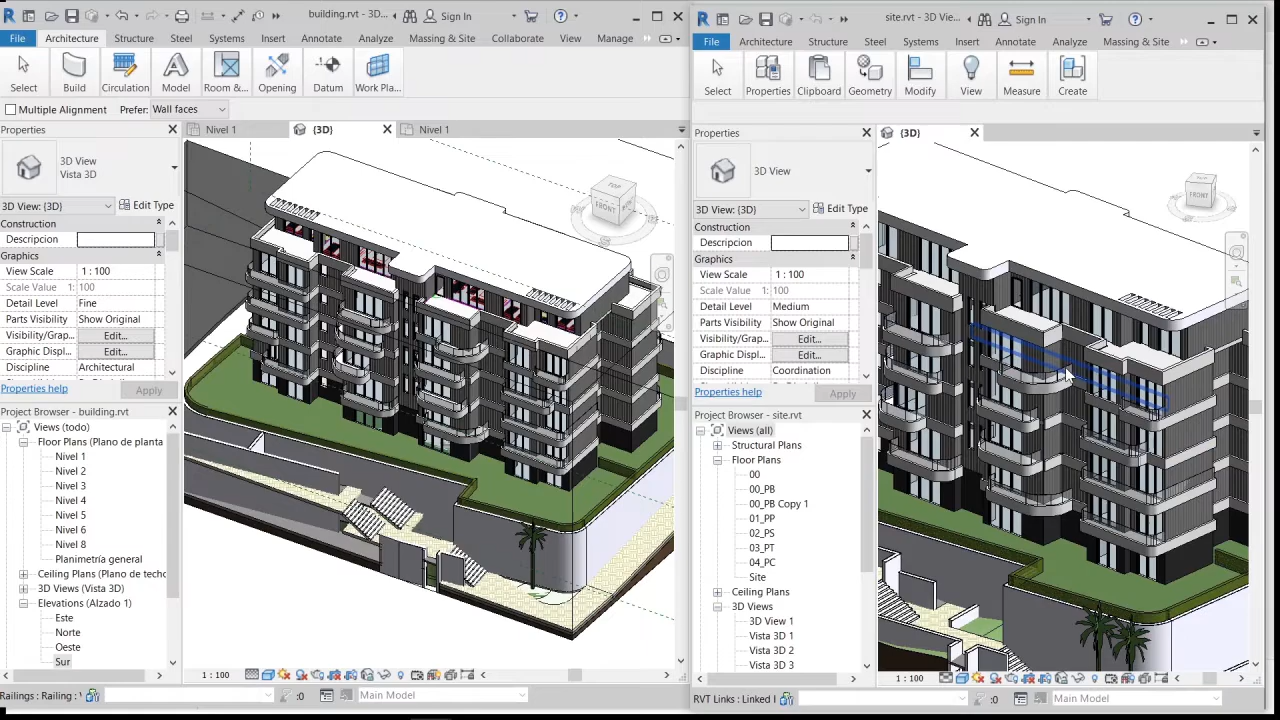 building.rvt - 3D...
Sign In
File Architecture Structure Steel Systems Insert Annotate Analyze Massing & Site Collaborate View Manage
Select Build Circulation Model Room &... Opening Datum Work Pla...
Multiple Alignment Prefer: Wall faces
Properties
Nivel 1 {3D} Nivel 1
3D View
Vista 3D
3D View: {3D} Edit Type
Construction
Descripcion
Graphics
View Scale 1 : 100
Scale Value 1: 100
Detail Level Fine
Parts Visibility Show Original
Visibility/Grap... Edit...
Graphic Displ... Edit...
Discipline Architectural
Properties help Apply
Project Browser - building.rvt
Views (todo)
Floor Plans (Plano de planta
Nivel 1
Nivel 2
Nivel 3
Nivel 4
Nivel 5
Nivel 6
Nivel 8
Planimetría general
Ceiling Plans (Plano de techo
3D Views (Vista 3D)
Elevations (Alzado 1)
Este
Norte
Oeste
Sur
TOP
FRONT
1 : 100
Railings : Railing : :0 Main Model
site.rvt - 3D Vie...
Sign In
File Architecture Structure Steel Systems Insert Annotate Analyze Massing & Site
Select Properties Clipboard Geometry Modify View Measure Create
Properties
{3D}
3D View
3D View: {3D} Edit Type
Construction
Descripcion
Graphics
View Scale 1 : 100
Scale Value 1: 100
Detail Level Medium
Parts Visibility Show Original
Visibility/Grap... Edit...
Graphic Displ... Edit...
Discipline Coordination
Properties help Apply
Project Browser - site.rvt
Views (all)
Structural Plans
Floor Plans
00
00_PB
00_PB Copy 1
01_PP
02_PS
03_PT
04_PC
Site
Ceiling Plans
3D Views
3D View 1
Vista 3D 1
Vista 3D 2
Vista 3D 3
FRONT
1 : 100
RVT Links : Linked :0 Main Model